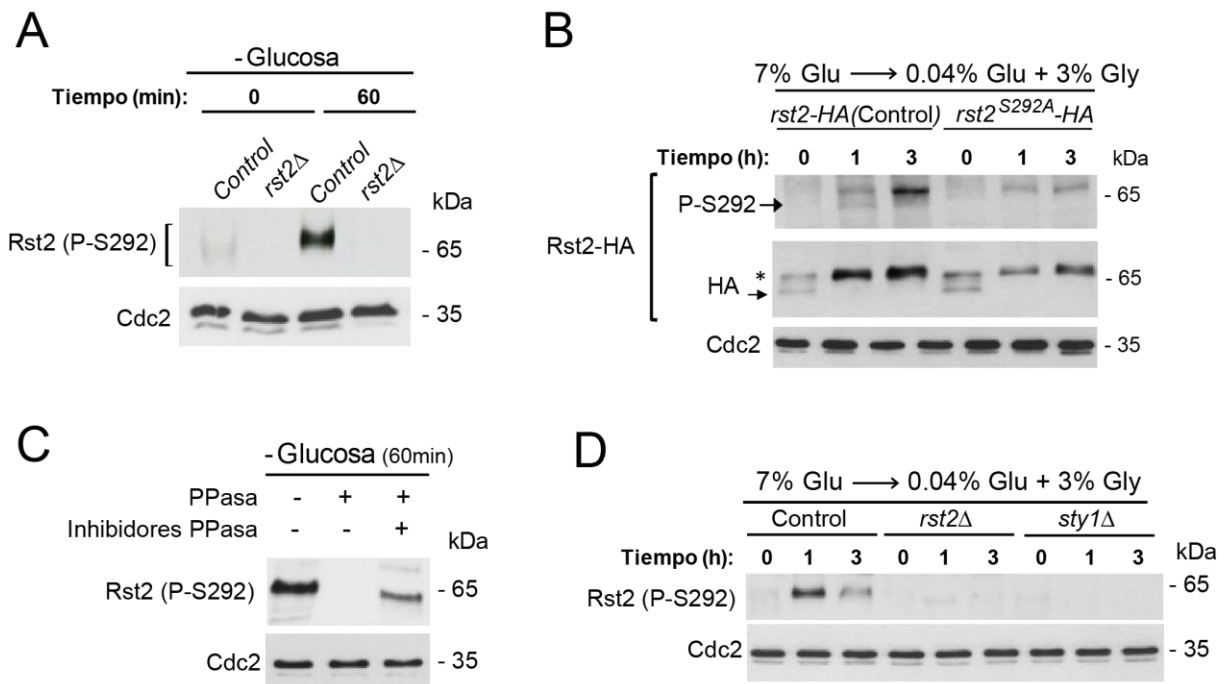 A
- Glucosa
Tiempo (min): 0 60
Control rst2Δ Control rst2Δ
kDa
Rst2 (P-S292) [ - 65
Cdc2 - 35
B
7% Glu ⟶ 0.04% Glu + 3% Gly
rst2-HA(Control) rst2^S292A-HA
Tiempo (h): 0 1 3 0 1 3 kDa
P-S292 - 65
Rst2-HA
* - 65
HA
Cdc2 - 35
C
- Glucosa (60min)
PPasa - + +
Inhibidores PPasa - - +
kDa
Rst2 (P-S292) - 65
Cdc2 - 35
D
7% Glu ⟶ 0.04% Glu + 3% Gly
Control rst2Δ sty1Δ
Tiempo (h): 0 1 3 0 1 3 0 1 3 kDa
Rst2 (P-S292) - 65
Cdc2 - 35